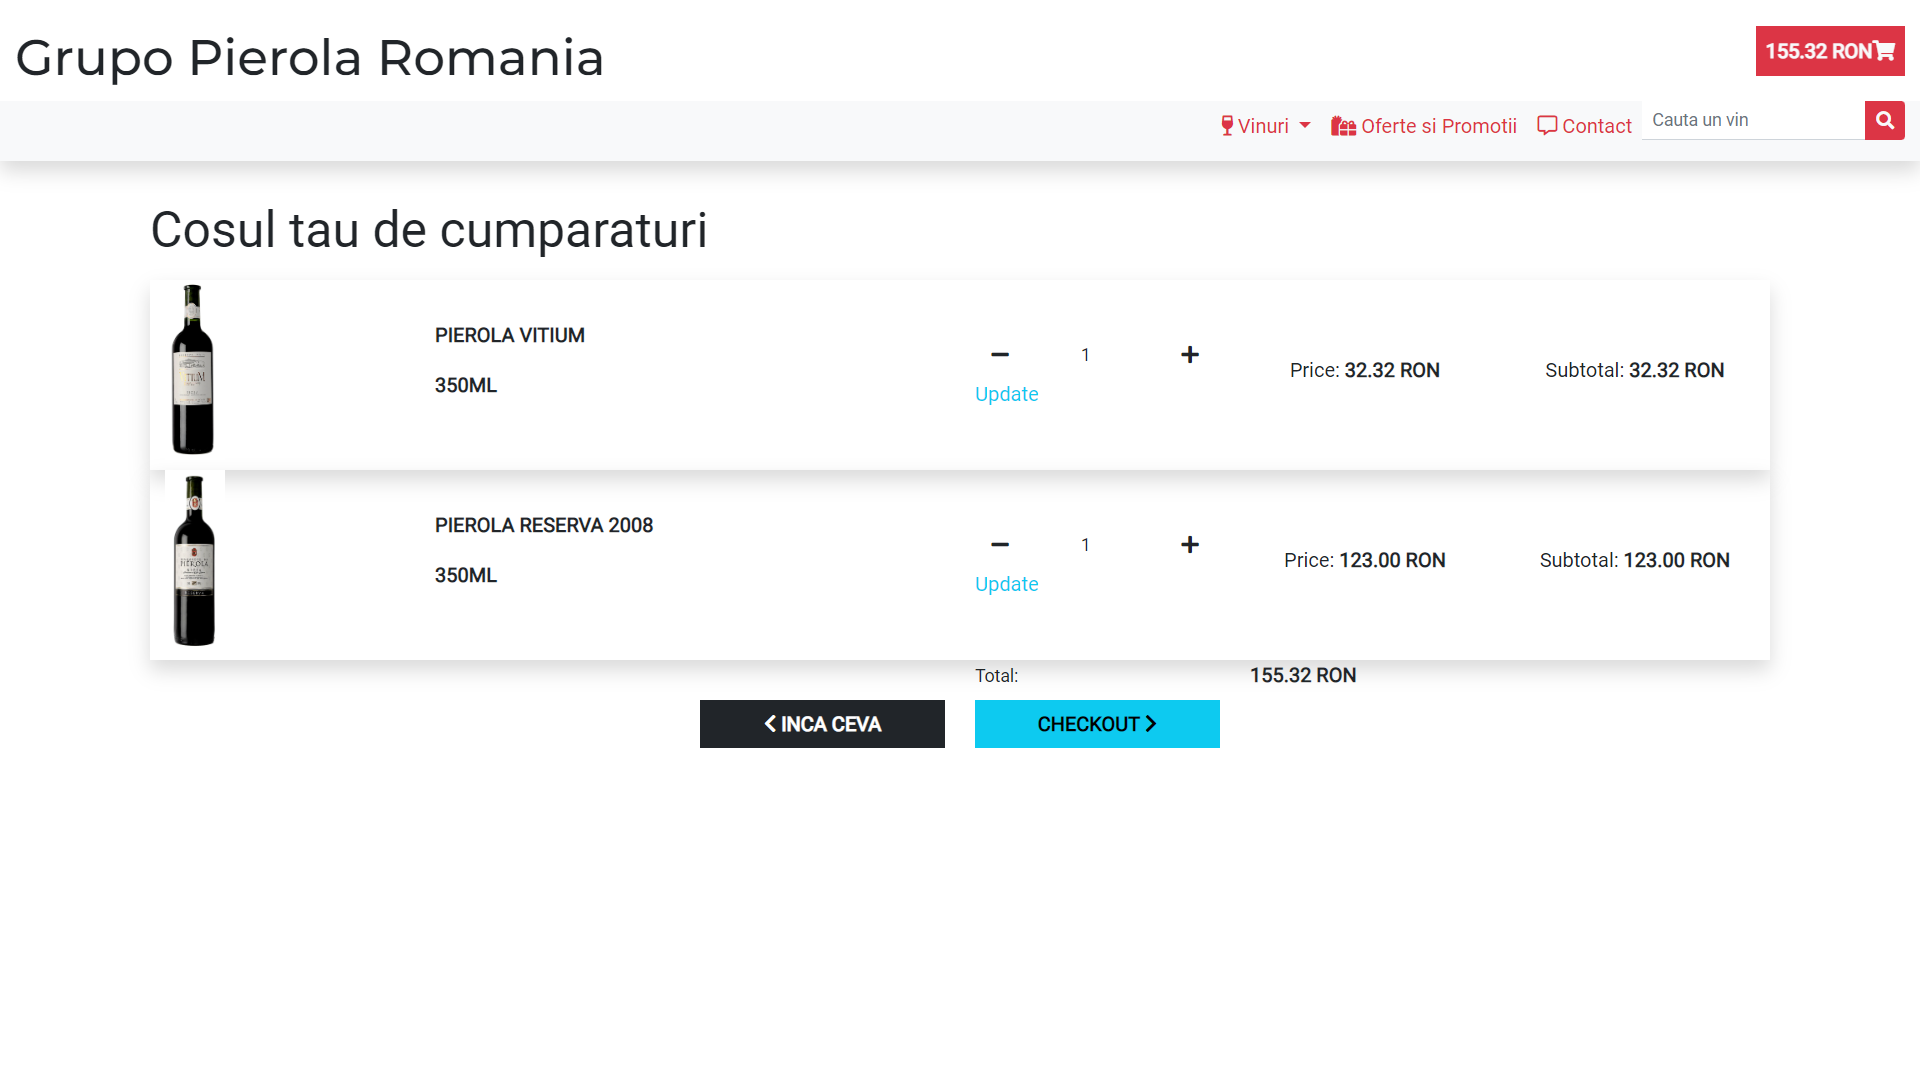 Grupo Pierola Romania
155.32 RON
Vinuri
Oferte si Promotii
Contact
Cauta un vin
Cosul tau de cumparaturi
PIEROLA VITIUM
350ML
1
Update
Price: 32.32 RON
Subtotal: 32.32 RON
PIEROLA
PIEROLA RESERVA 2008
350ML
1
Update
Price: 123.00 RON
Subtotal: 123.00 RON
Total:
155.32 RON
INCA CEVA
CHECKOUT